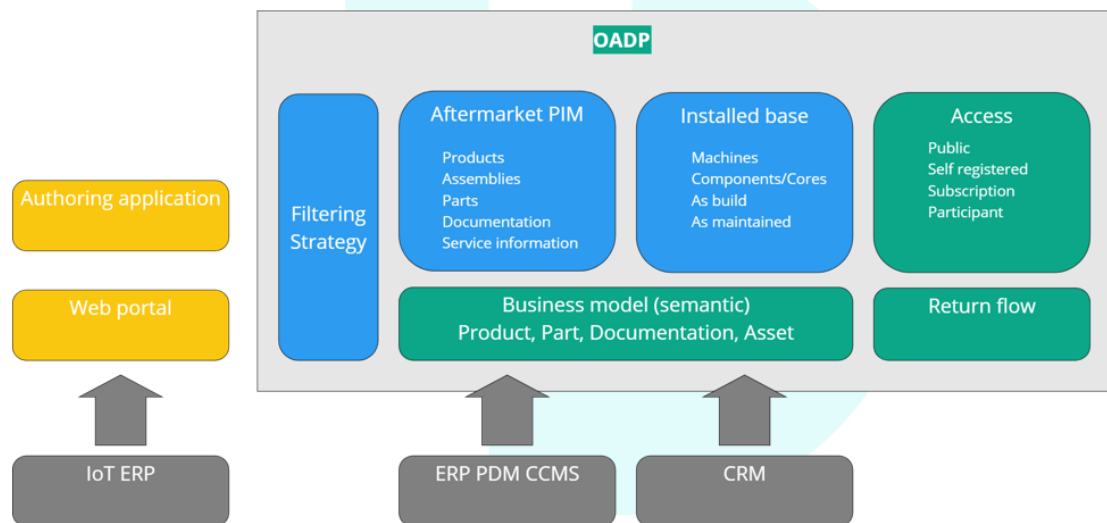 OADP
Authoring application
Web portal
Filtering
Strategy
Aftermarket PIM
Products
Assemblies
Parts
Documentation
Service information
Installed base
Machines
Components/Cores
As build
As maintained
Access
Public
Self registered
Subscription
Participant
Business model (semantic)
Product, Part, Documentation, Asset
Return flow
IoT ERP
ERP PDM CCMS
CRM